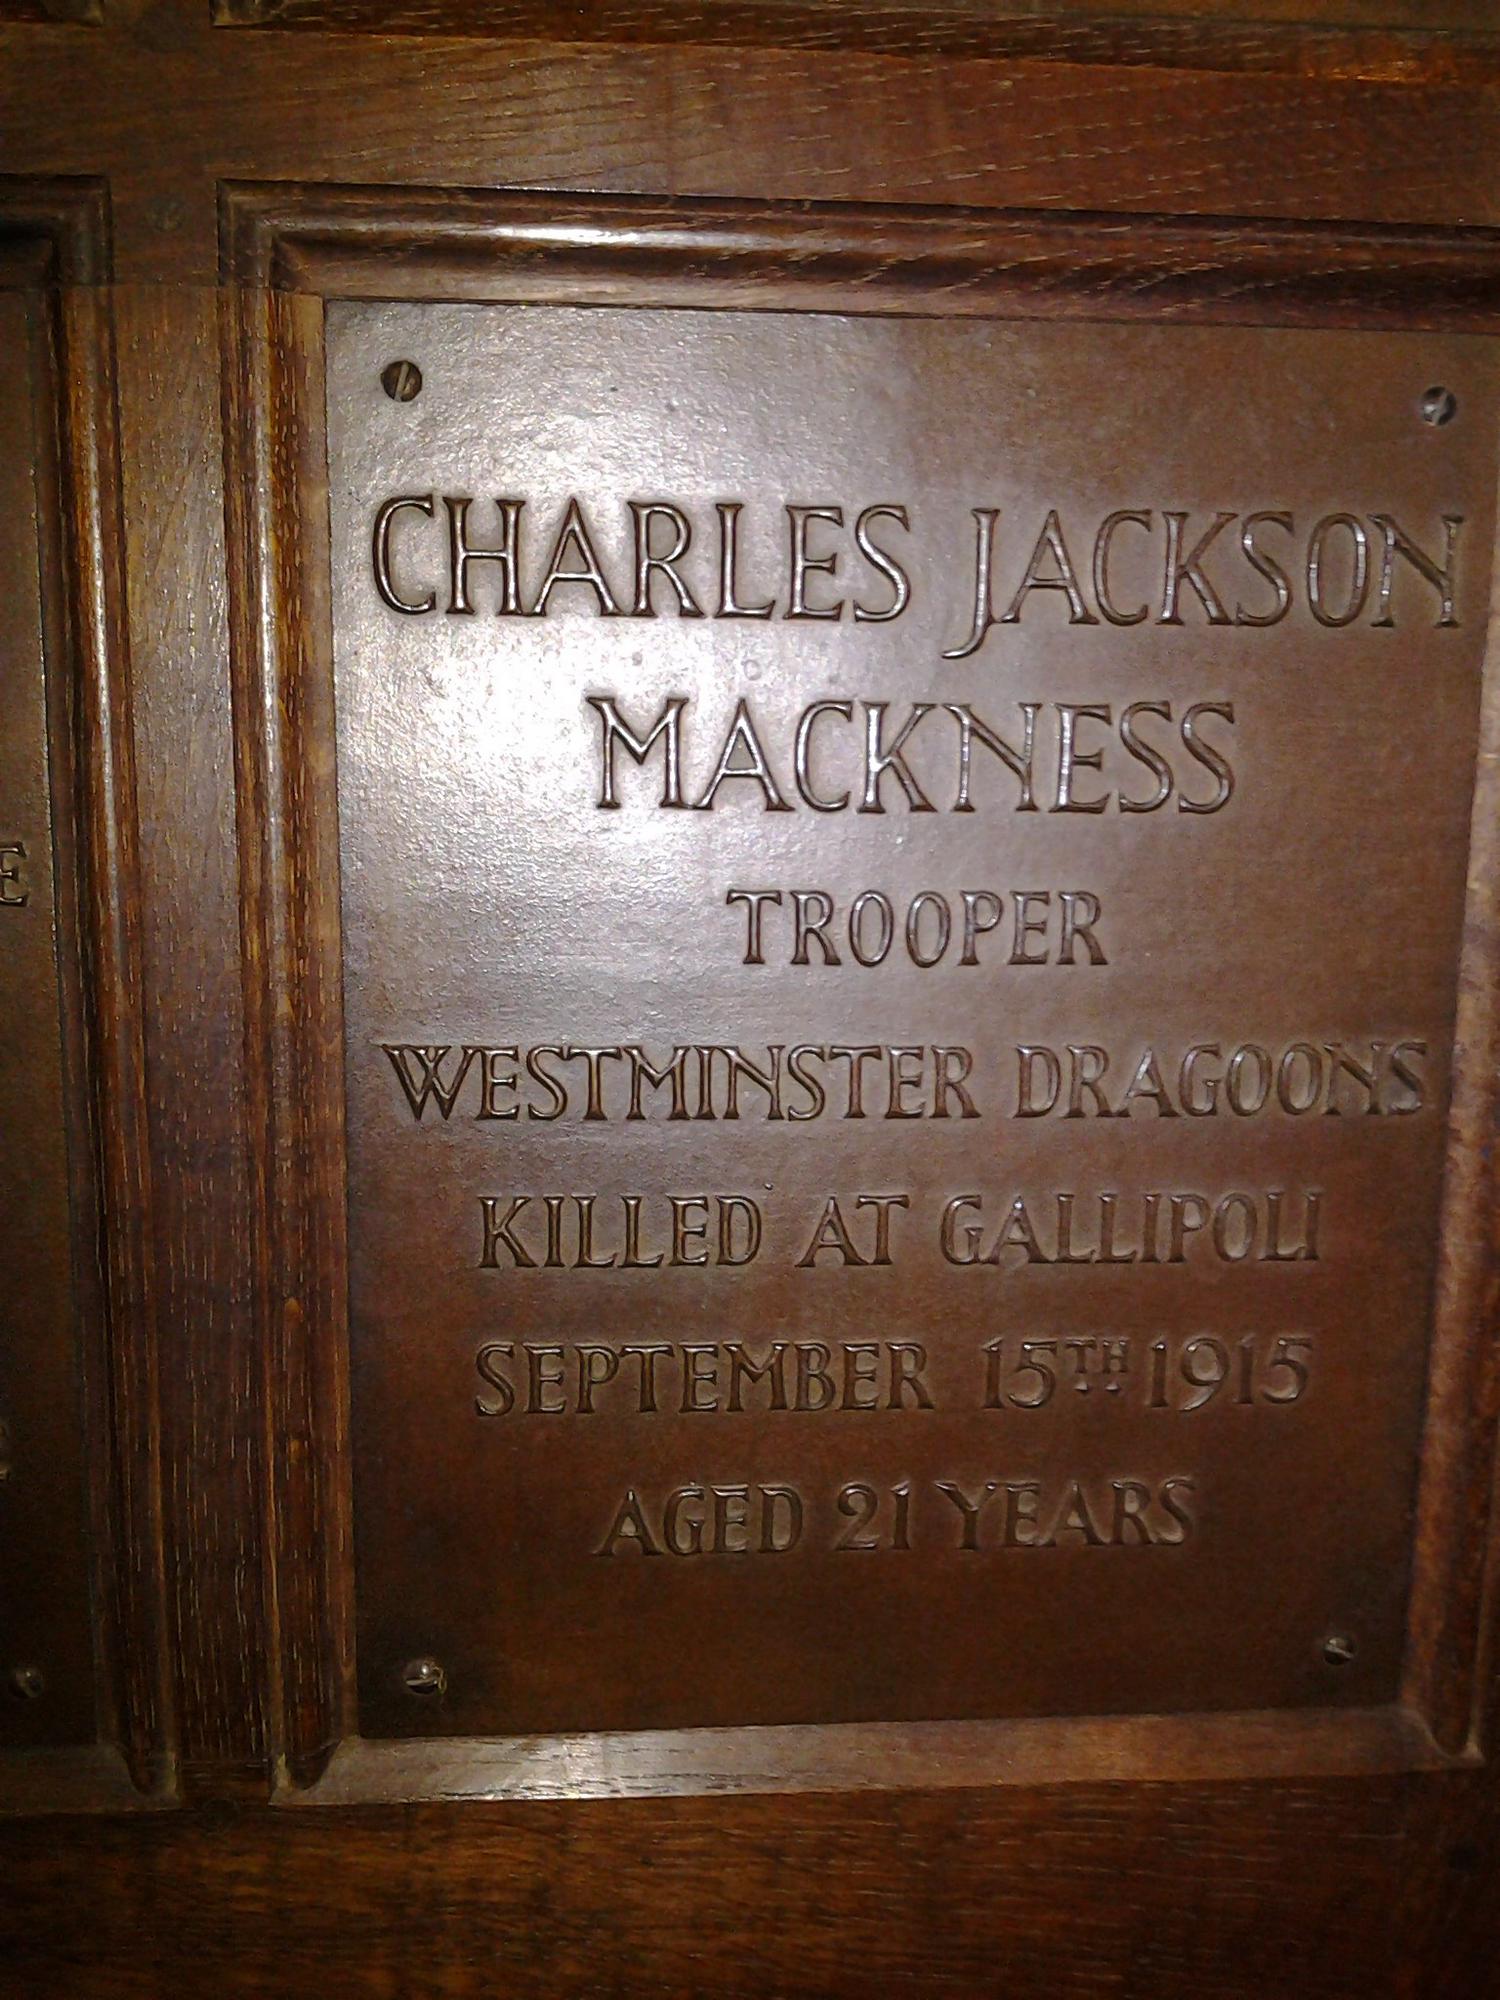 CHARLES JACKSON
MACKNESS
TROOPER
WESTMINSTER DRAGOONS
KILLED AT GALLIPOLI
SEPTEMBER 15TH 1915
AGED 21 YEARS